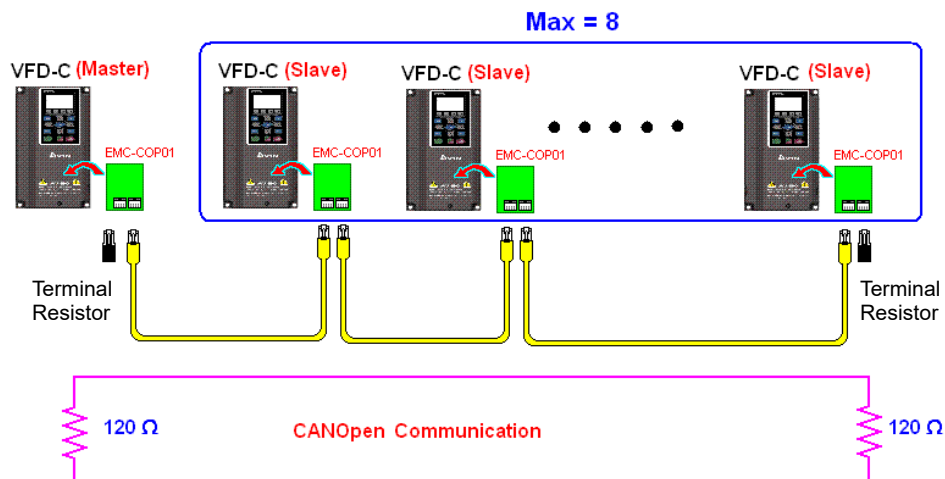 Max = 8
VFD-C (Master)
VFD-C (Slave)
VFD-C (Slave)
VFD-C (Slave)
EMC-COP01
EMC-COP01
EMC-COP01
EMC-COP01
Terminal
Resistor
Terminal
Resistor
120 Ω
CANOpen Communication
120 Ω